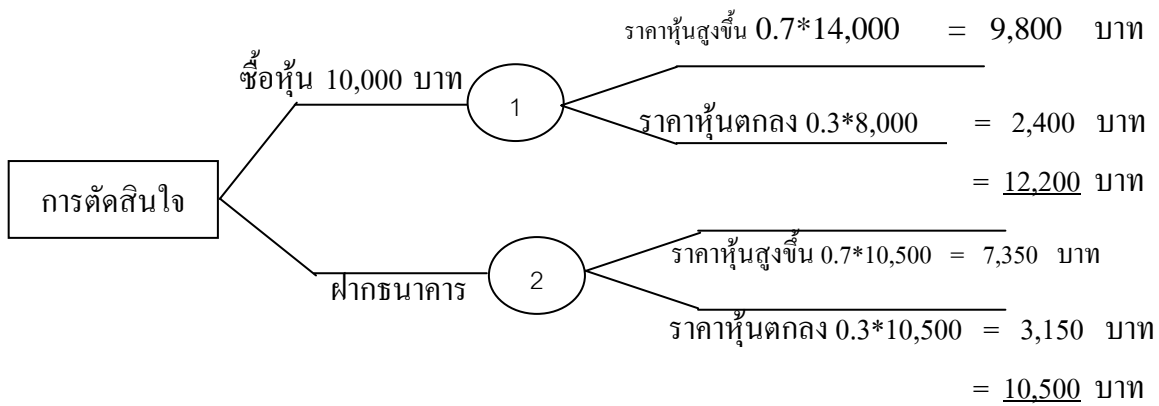 ราคาหุ้นสูงขึ้น 0.7*14,000 = 9,800 บาท
ซื้อหุ้น 10,000 บาท
1
ราคาหุ้นตกลง 0.3*8,000 = 2,400 บาท
= 12,200 บาท
การตัดสินใจ
ราคาหุ้นสูงขึ้น 0.7*10,500 = 7,350 บาท
ฝากธนาคาร
2
ราคาหุ้นตกลง 0.3*10,500 = 3,150 บาท
= 10,500 บาท